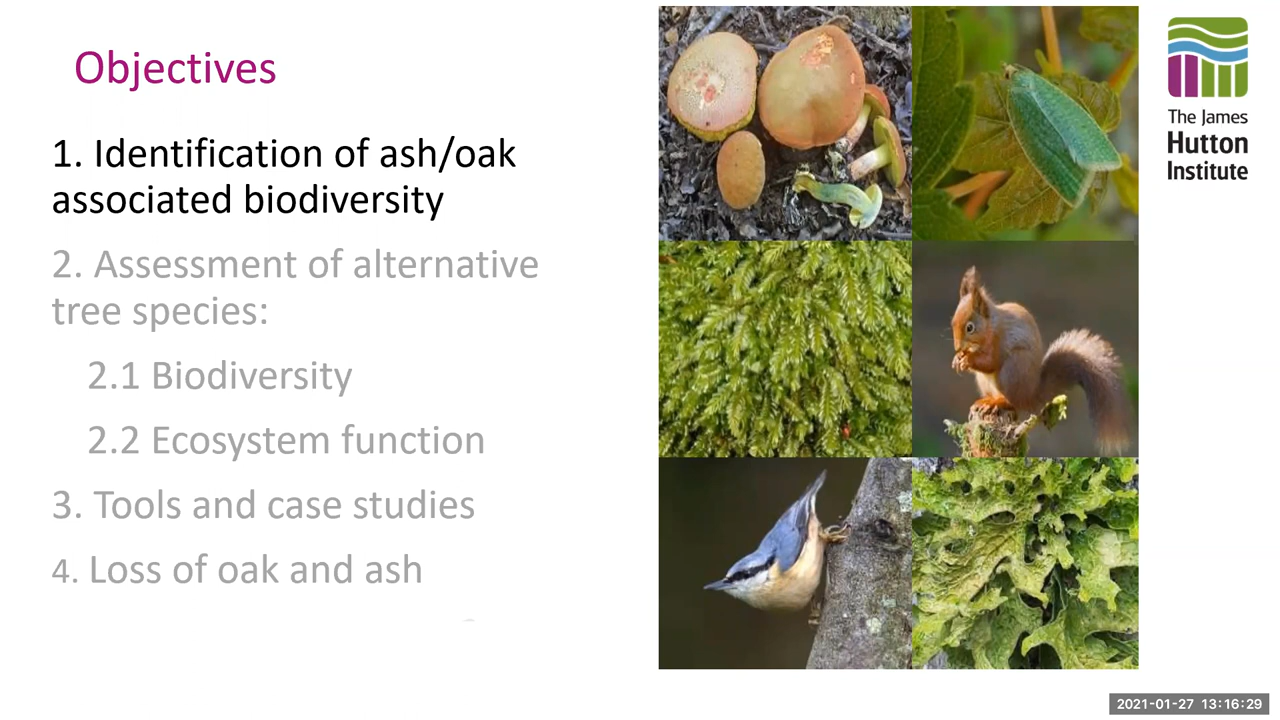 Objectives
1. Identification of ash/oak
associated biodiversity
2. Assessment of alternative
tree species:
2.1 Biodiversity
2.2 Ecosystem function
3. Tools and case studies
4. Loss of oak and ash
The James
Hutton
Institute
2021-01-27 13:16:29